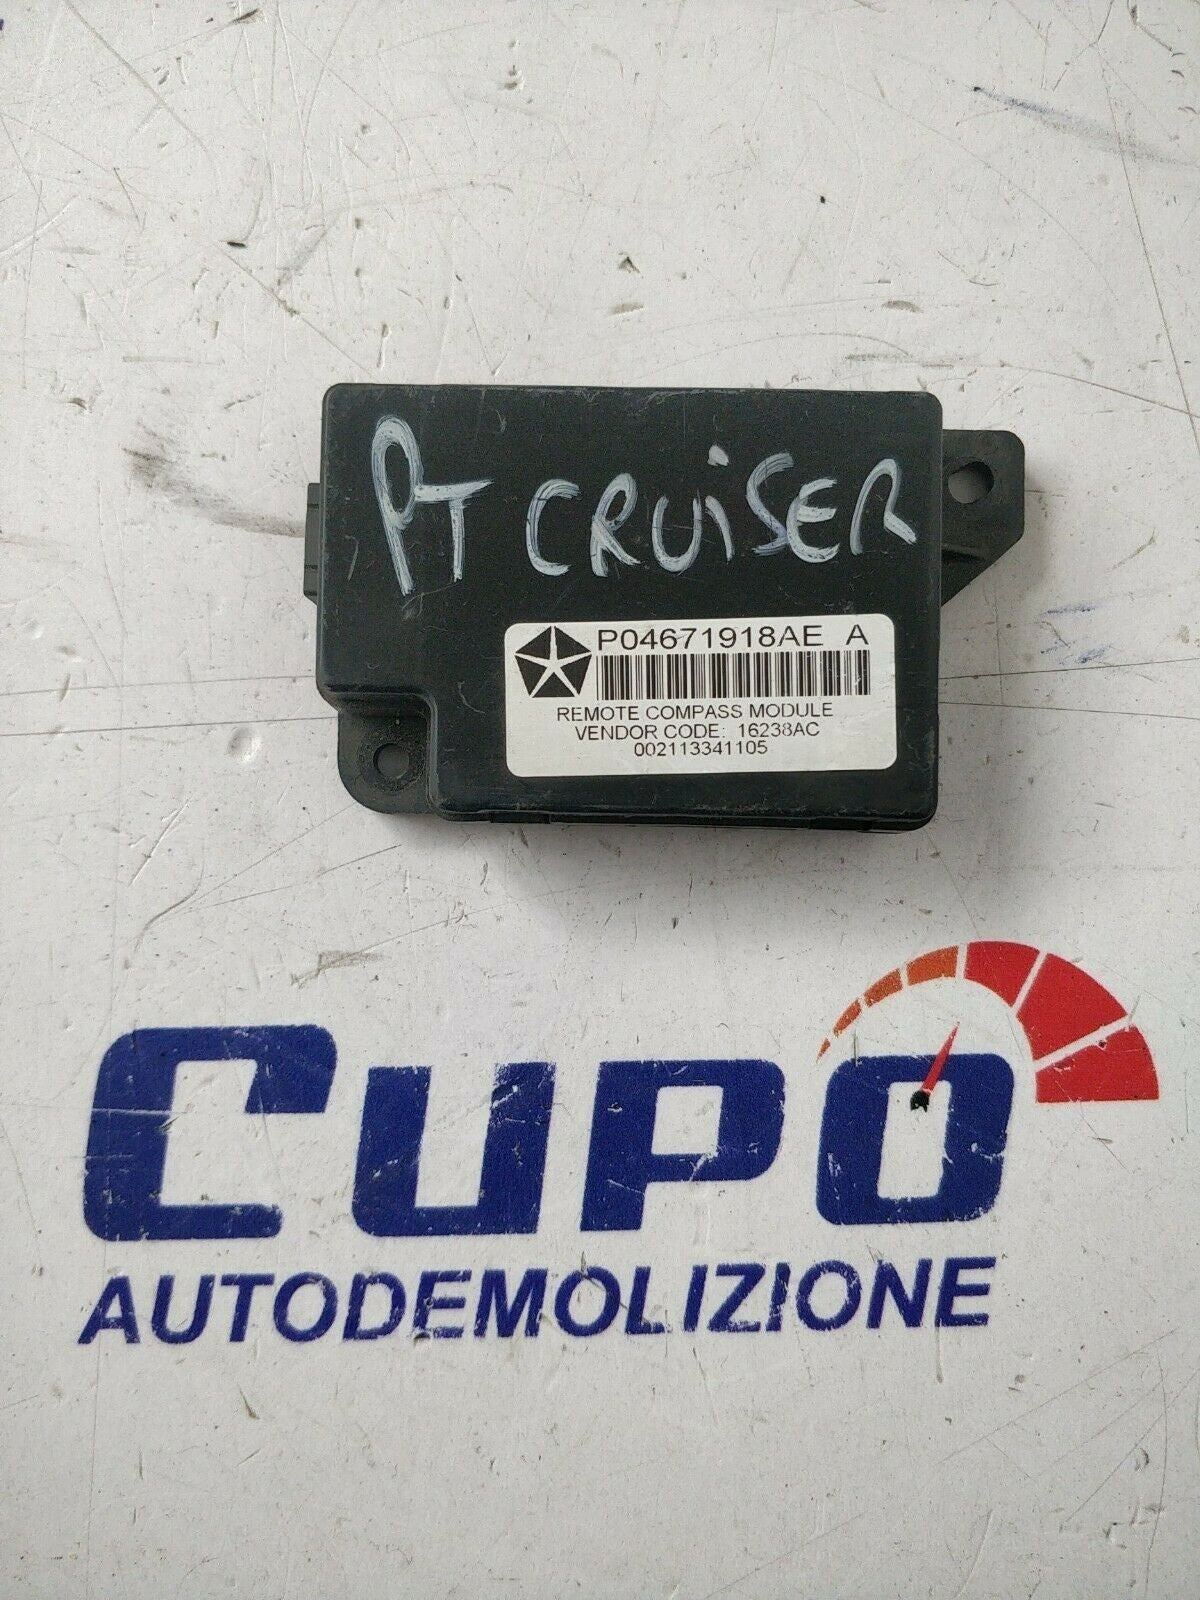 PT CRUISER
P04671918AE A
REMOTE COMPASS MODULE
VENDOR CODE: 16238AC
002113341105
CUPO
AUTODEMOLIZIONE